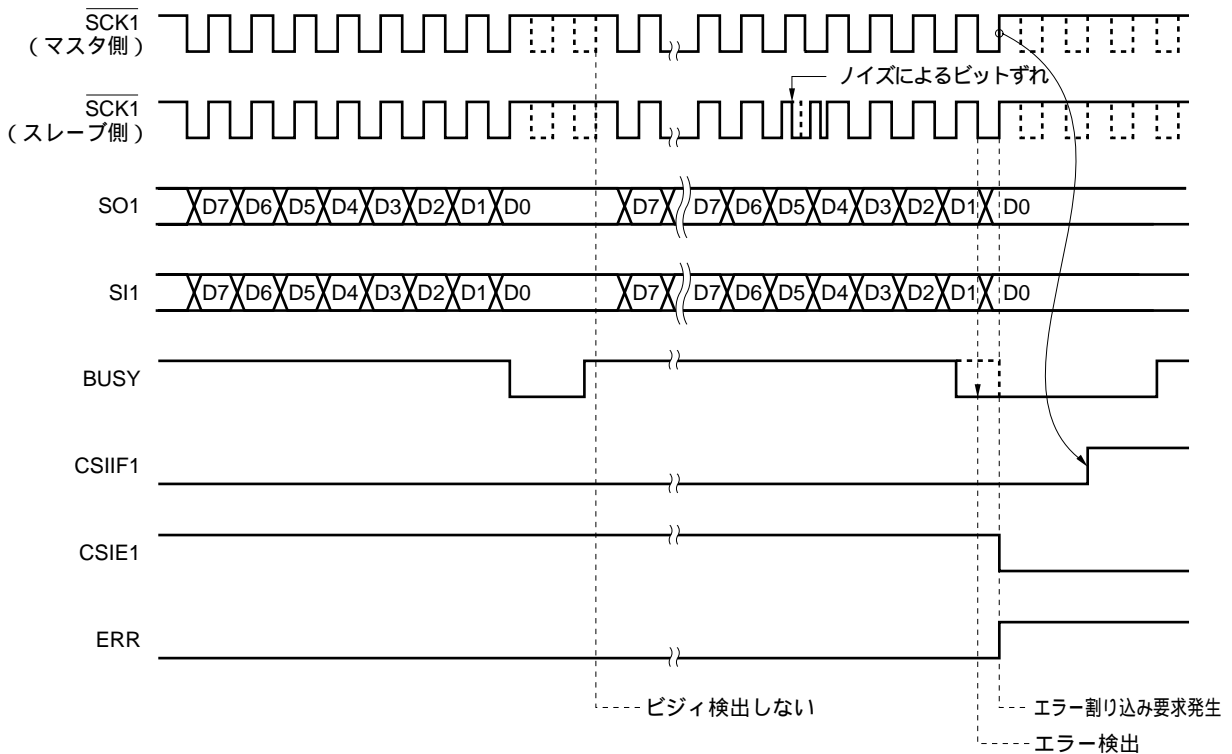 SCK1
（マスタ側）
ノイズによるビットずれ
SCK1
（スレーブ側）
SO1 D7 D6 D5 D4 D3 D2 D1 D0 D7 D7 D6 D5 D4 D3 D2 D1 D0
SI1 D7 D6 D5 D4 D3 D2 D1 D0 D7 D7 D6 D5 D4 D3 D2 D1 D0
BUSY
CSIIF1
CSIE1
ERR
ビジィ検出しない
エラー割り込み要求発生
エラー検出